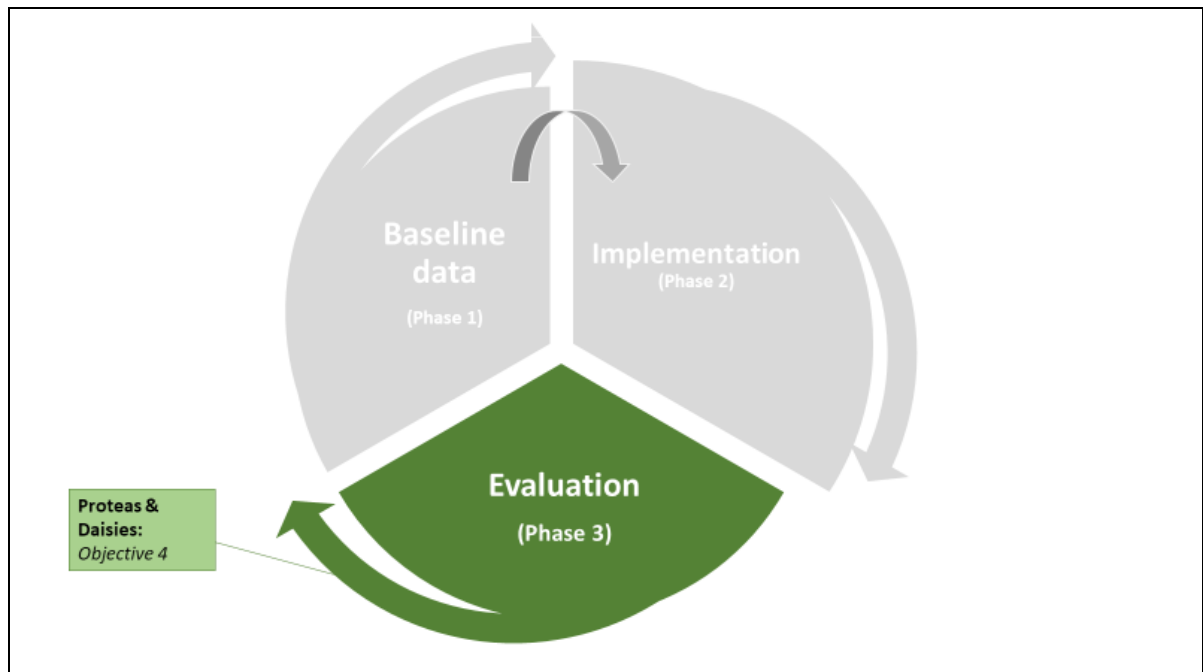 Baseline
data
(Phase 1)
Implementation
(Phase 2)
Evaluation
(Phase 3)
Proteas &
Daisies:
Objective 4